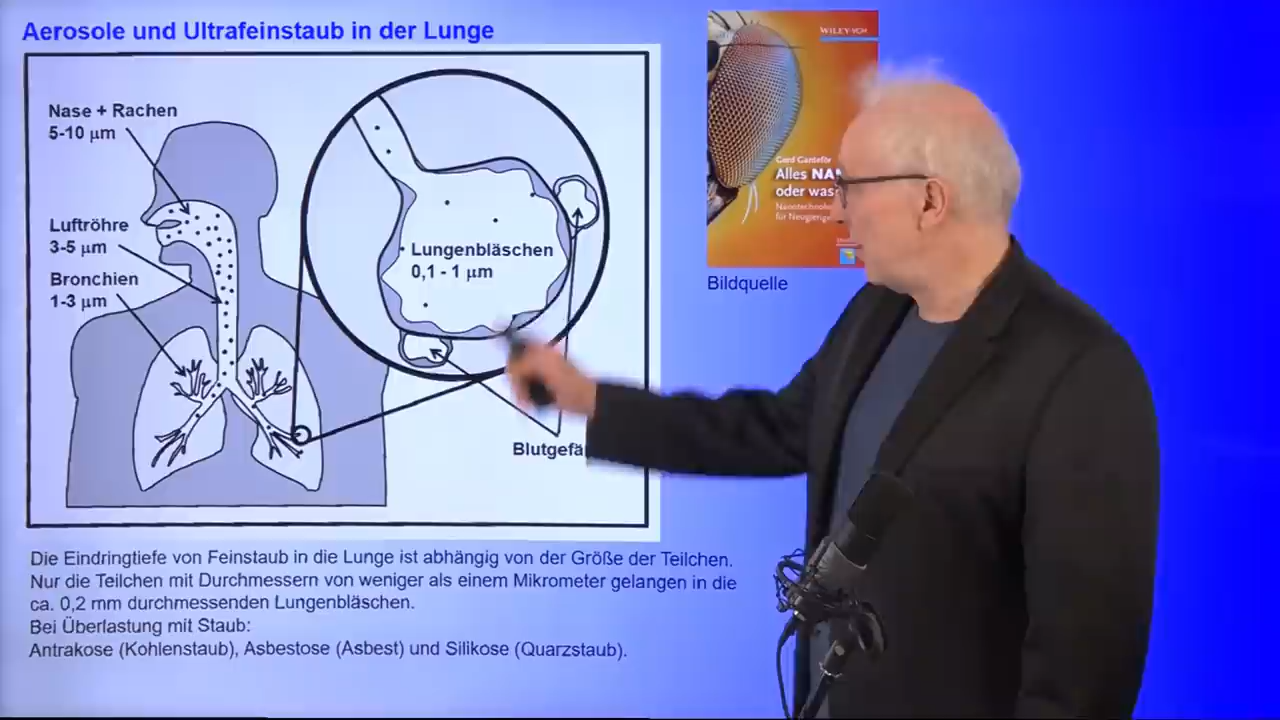 Aerosole und Ultrafeinstaub in der Lunge
Nase + Rachen
5-10 µm
Luftröhre
3-5 µm
Bronchien
1-3 µm
Lungenbläschen
0,1 - 1 µm
WILEY-VCH
Gerd Ganteför
Alles
oder
für
Bildquelle
Die Eindringtiefe von Feinstaub in die Lunge ist abhängig von der Größe der Teilchen.
Nur die Teilchen mit Durchmessern von weniger als einem Mikrometer gelangen in die
ca. 0,2 mm durchmessenden Lungenbläschen.
Bei Überlastung mit Staub:
Antrakose (Kohlenstaub), Asbestose (Asbest) und Silikose (Quarzstaub).